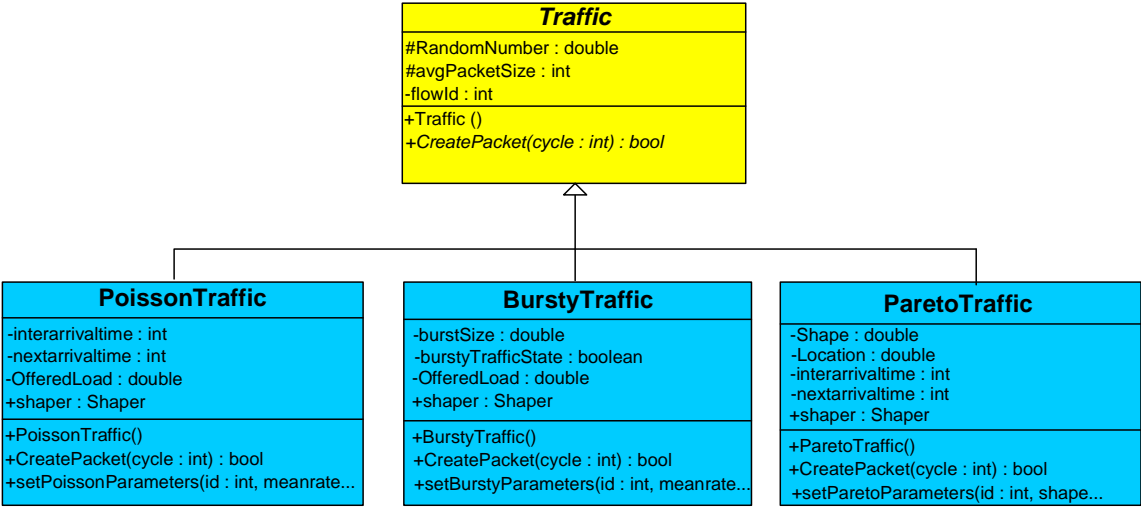 Traffic
#RandomNumber : double
#avgPacketSize : int
-flowId : int
+Traffic ()
+CreatePacket(cycle : int) : bool
PoissonTraffic
-interarrivaltime : int
-nextarrivaltime : int
-OfferedLoad : double
+shaper : Shaper
+PoissonTraffic()
+CreatePacket(cycle : int) : bool
+setPoissonParameters(id : int, meanrate...
BurstyTraffic
-burstSize : double
-burstyTrafficState : boolean
-OfferedLoad : double
+shaper : Shaper
+BurstyTraffic()
+CreatePacket(cycle : int) : bool
+setBurstyParameters(id : int, meanrate...
ParetoTraffic
-Shape : double
-Location : double
-interarrivaltime : int
-nextarrivaltime : int
+shaper : Shaper
+ParetoTraffic()
+CreatePacket(cycle : int) : bool
+setParetoParameters(id : int, shape...